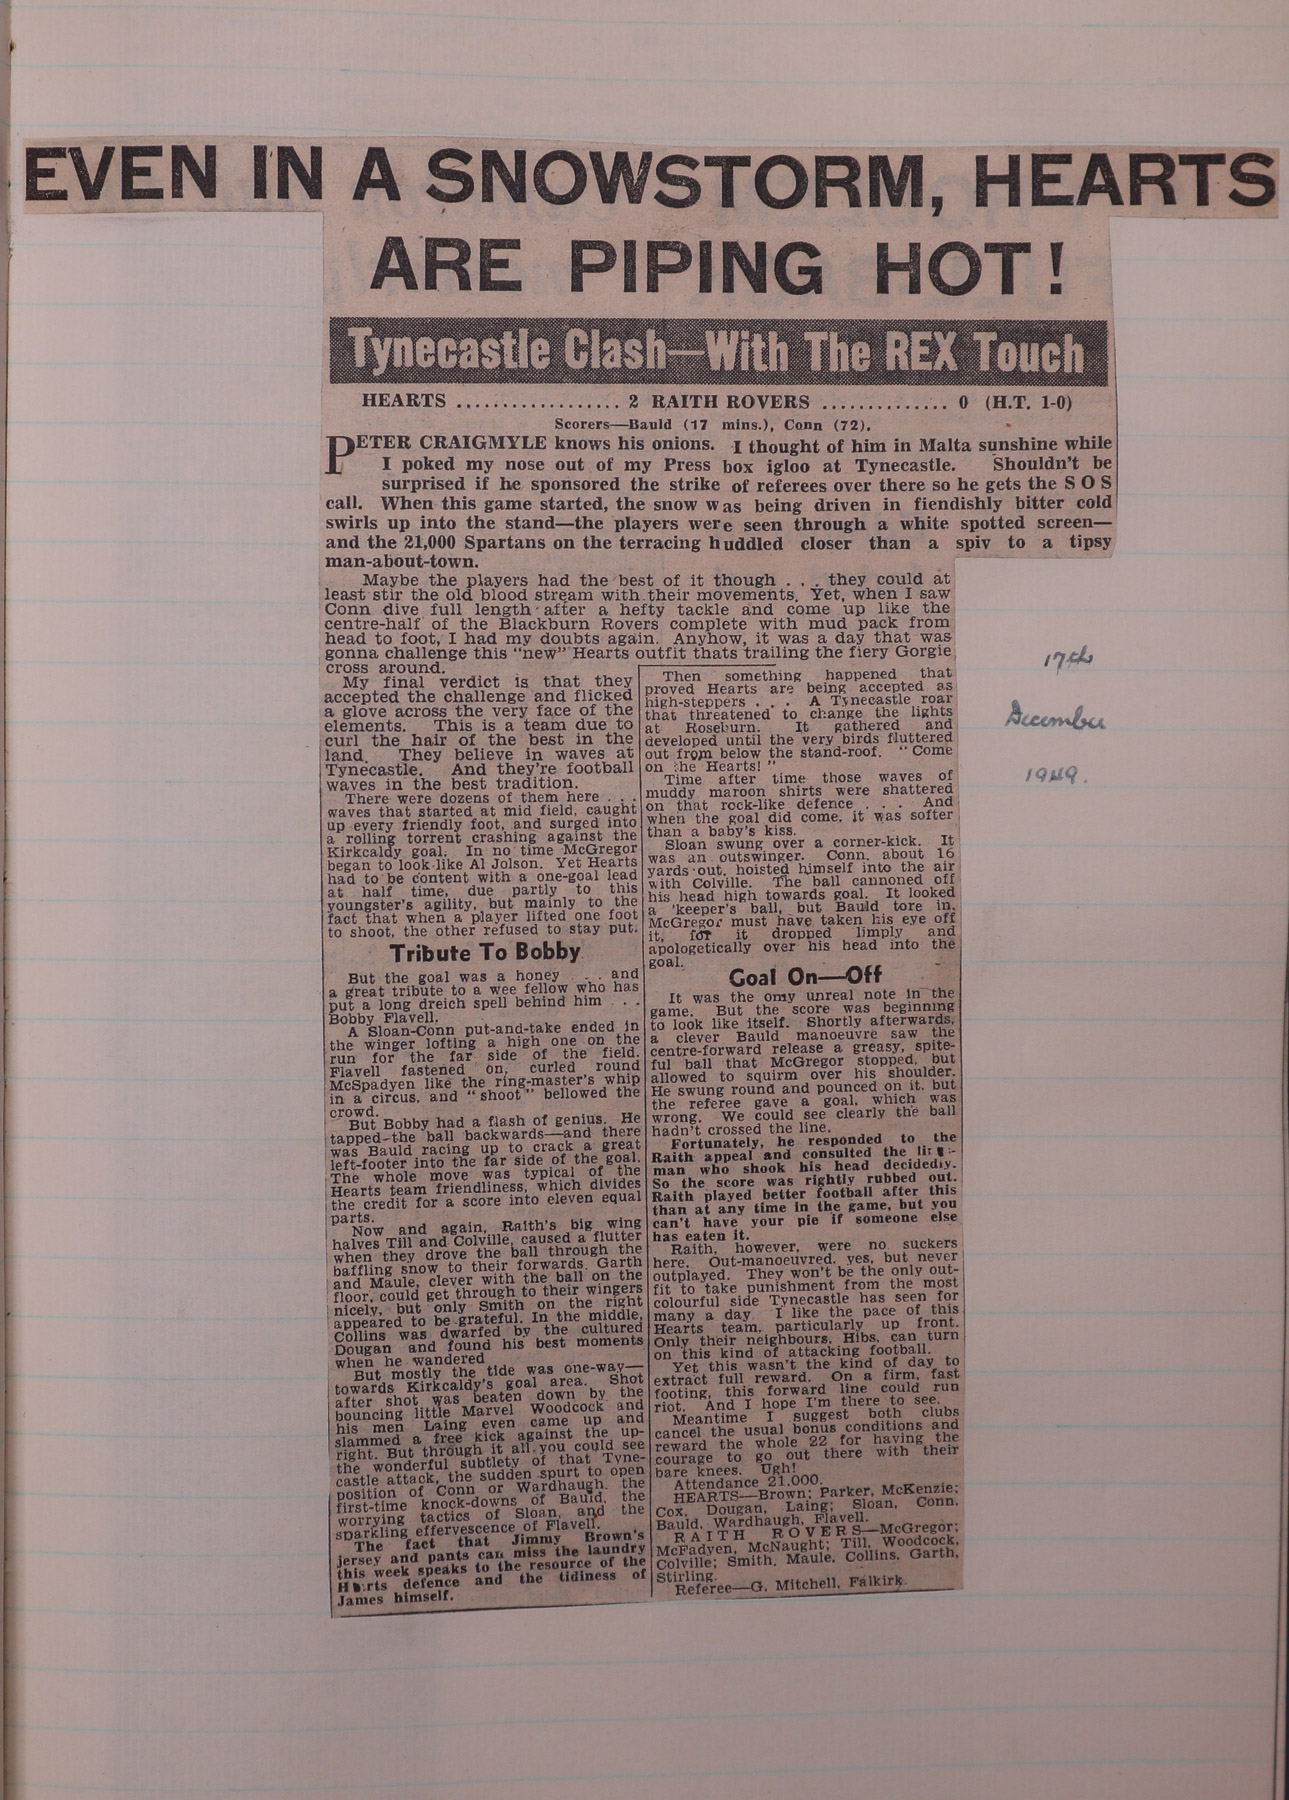 EVEN IN A SNOWSTORM, HEARTS
ARE PIPING HOT!
Tynecastle Clash—With The REX Touch
HEARTS .................. 2 RAITH ROVERS .............. 0 (H.T. 1-0)
Scorers—Bauld (17 mins.), Conn (72).
PETER CRAIGMYLE knows his onions. I thought of him in Malta sunshine while
I poked my nose out of my Press box igloo at Tynecastle. Shouldn't be
surprised if he sponsored the strike of referees over there so he gets the S O S
call. When this game started, the snow was being driven in fiendishly bitter cold
swirls up into the stand—the players were seen through a white spotted screen—
and the 21,000 Spartans on the terracing huddled closer than a spiv to a tipsy
man-about-town.
Maybe the players had the best of it though . . . they could at
least stir the old blood stream with their movements. Yet, when I saw
Conn dive full length after a hefty tackle and come up like the
centre-half of the Blackburn Rovers complete with mud pack from
head to foot, I had my doubts again. Anyhow, it was a day that was
gonna challenge this "new" Hearts outfit thats trailing the fiery Gorgie
cross around.
My final verdict is that they
accepted the challenge and flicked
a glove across the very face of the
elements. This is a team due to
curl the hair of the best in the
land. They believe in waves at
Tynecastle. And they're football
waves in the best tradition.
There were dozens of them here . . .
waves that started at mid field, caught
up every friendly foot, and surged into
a rolling torrent crashing against the
Kirkcaldy goal. In no time McGregor
began to look like Al Jolson. Yet Hearts
had to be content with a one-goal lead
at half time, due partly to this
youngster's agility, but mainly to the
fact that when a player lifted one foot
to shoot, the other refused to stay put.
Tribute To Bobby
But the goal was a honey . . . and
a great tribute to a wee fellow who has
put a long dreich spell behind him . . .
Bobby Flavell.
A Sloan-Conn put-and-take ended in
the winger lofting a high one on the
run for the far side of the field.
Flavell fastened on, curled round
McSpadyen like the ring-master's whip
in a circus, and "shoot" bellowed the
crowd.
But Bobby had a flash of genius. He
tapped the ball backwards—and there
was Bauld racing up to crack a great
left-footer into the far side of the goal.
The whole move was typical of the
Hearts team friendliness, which divides
the credit for a score into eleven equal
parts.
Now and again, Raith's big wing
halves Till and Colville, caused a flutter
when they drove the ball through the
baffling snow to their forwards. Garth
and Maule, clever with the ball on the
floor, could get through to their wingers
nicely, but only Smith on the right
appeared to be grateful. In the middle,
Collins was dwarfed by the cultured
Dougan and found his best moments
when he wandered
But mostly the tide was one-way—
towards Kirkcaldy's goal area. Shot
after shot was beaten down by the
bouncing little Marvel Woodcock and
his men Laing even came up and
slammed a free kick against the up-
right. But through it all you could see
the wonderful subtlety of that Tyne-
castle attack, the sudden spurt to open
position of Conn or Wardhaugh, the
first-time knock-downs of Bauld, the
worrying tactics of Sloan, and the
sparkling effervescence of Flavell.
The fact that Jimmy Brown's
jersey and pants can miss the laundry
this week speaks to the resource of the
Hearts defence and the tidiness of
James himself.
Then something happened that
proved Hearts are being accepted as
high-steppers . . . A Tynecastle roar
that threatened to change the lights
at Roseburn. It gathered and
developed until the very birds fluttered
out from below the stand-roof. "Come
on the Hearts!"
Time after time those waves of
muddy maroon shirts were shattered
on that rock-like defence . . . And
when the goal did come, it was softer
than a baby's kiss.
Sloan swung over a corner-kick. It
was an outswinger. Conn, about 16
yards out, hoisted himself into the air
with Colville. The ball cannoned off
his head high towards goal. It looked
a 'keeper's ball, but Bauld tore in.
McGregor must have taken his eye off
it, for it dropped limply and
apologetically over his head into the
goal.
Goal On—Off
It was the only unreal note in the
game. But the score was beginning
to look like itself. Shortly afterwards,
a clever Bauld manoeuvre saw the
centre-forward release a greasy, spite-
ful ball that McGregor stopped, but
allowed to squirm over his shoulder.
He swung round and pounced on it, but
the referee gave a goal, which was
wrong. We could see clearly the ball
hadn't crossed the line.
Fortunately, he responded to the
Raith appeal and consulted the lines-
man who shook his head decidedly.
So the score was rightly rubbed out.
Raith played better football after this
than at any time in the game, but you
can't have your pie if someone else
has eaten it.
Raith, however, were no suckers
here. Out-manoeuvred, yes, but never
outplayed. They won't be the only out-
fit to take punishment from the most
colourful side Tynecastle has seen for
many a day I like the pace of this
Hearts team, particularly up front.
Only their neighbours, Hibs, can turn
on this kind of attacking football.
Yet this wasn't the kind of day to
extract full reward. On a firm, fast
footing, this forward line could run
riot. And I hope I'm there to see.
Meantime I suggest both clubs
cancel the usual bonus conditions and
reward the whole 22 for having the
courage to go out there with their
bare knees. Ugh!
Attendance 21,000.
HEARTS—Brown; Parker, McKenzie;
Cox, Dougan, Laing; Sloan, Conn,
Bauld, Wardhaugh, Flavell.
RAITH ROVERS—McGregor;
McFadyen, McNaught; Till, Woodcock,
Colville; Smith, Maule, Collins, Garth,
Stirling.
Referee—G. Mitchell, Falkirk.
17th
December
1949.